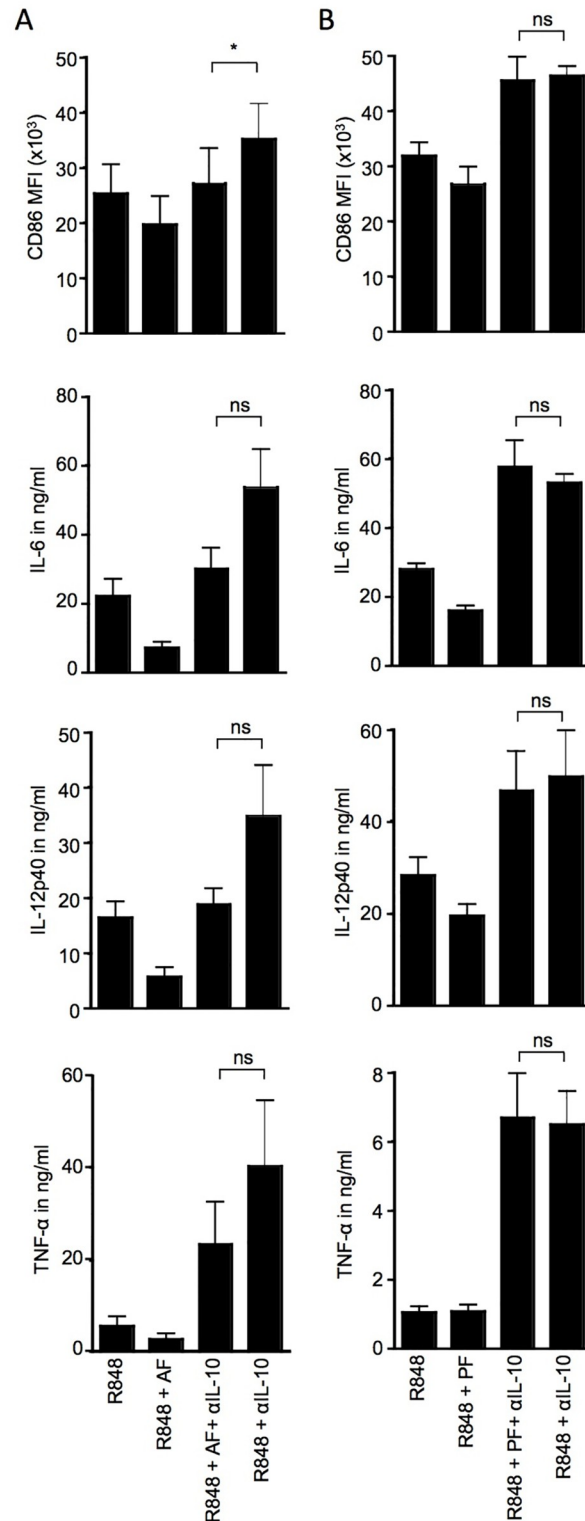 A
B
*
CD86 MFI (x10³)
50
40
30
20
10
0
ns
CD86 MFI (x10³)
50
40
30
20
10
0
ns
IL-6 in ng/ml
60
40
20
0
80
ns
IL-6 in ng/ml
80
60
40
20
0
ns
IL-12p40 in ng/ml
50
40
30
20
10
0
ns
IL-12p40 in ng/ml
60
40
20
0
ns
TNF-α in ng/ml
60
40
20
0
ns
TNF-α in ng/ml
8
6
4
2
0
R848
R848 + AF
R848 + AF+ αIL-10
R848 + αIL-10
R848
R848 + PF
R848 + PF+ αIL-10
R848 + αIL-10